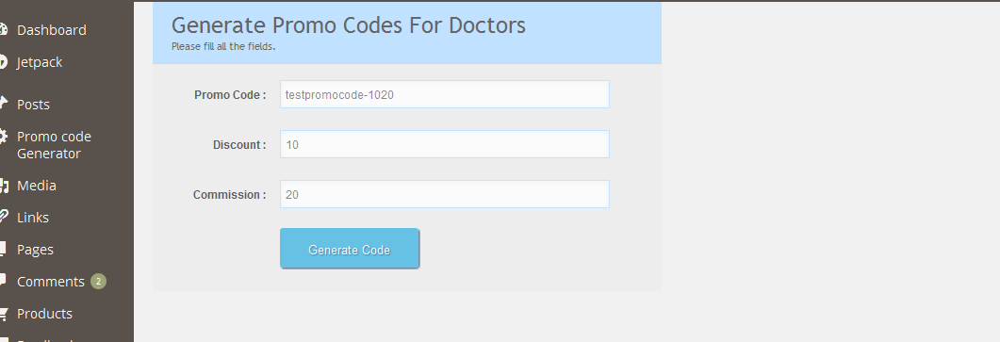 Dashboard
Jetpack
Posts
Promo code
Generator
Media
Links
Pages
Comments 2
Products
Generate Promo Codes For Doctors
Please fill all the fields.
Promo Code : testpromocode-1020
Discount : 10
Commission : 20
Generate Code